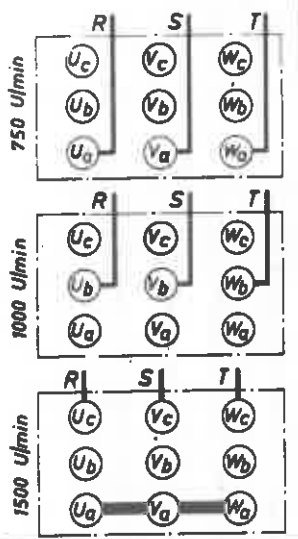 R S T
750 U/min
Uc Vc Wc
Ub Vb Wb
Ua Va Wa
R S T
1000 U/min
Uc Vc Wc
Ub Vb Wb
Ua Va Wa
R S T
1500 U/min
Uc Vc Wc
Ub Vb Wb
Ua Va Wa